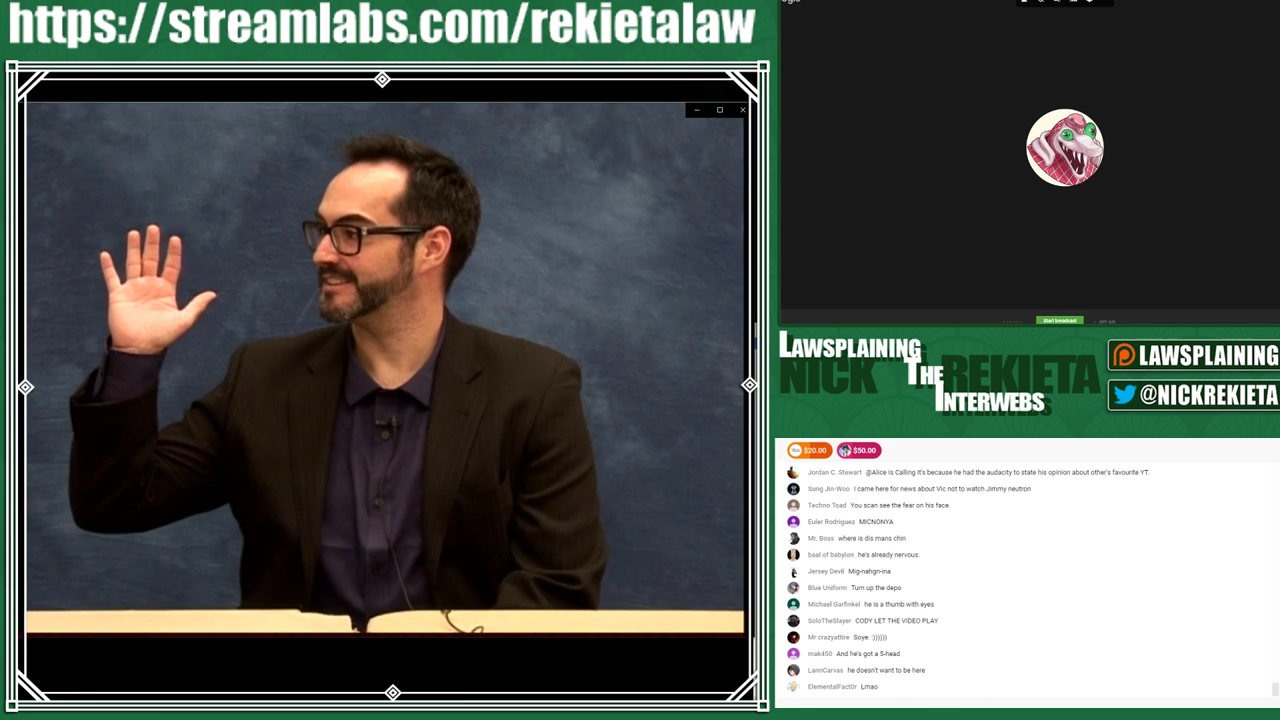 https://streamlabs.com/rekietalaw
Start broadcast
OFF AIR
LAWSPLAINING
THE
INTERWEBS
NICK REKIETA
LAWSPLAINING
@NICKREKIETA
$20.00
$50.00
Jordan C. Stewart @Alice Is Calling It's because he had the audacity to state his opinion about other's favourite YT.
Sung Jin-Woo I came here for news about Vic not to watch Jimmy neutron
Techno Toad You scan see the fear on his face.
Euler Rodriguez MICNONYA
Mr. Boss where is dis mans chin
baal of babylon he's already nervous.
Jersey Devil Mig-nahgn-ina
Blue Uniform Turn up the depo
Michael Garfinkel he is a thumb with eyes
SoloTheSlayer CODY LET THE VIDEO PLAY
Mr crazyattire Soye: :))))))
mak450 And he's got a 5-head
LannCarvas he doesn't want to be here
ElementalFact0r Lmao